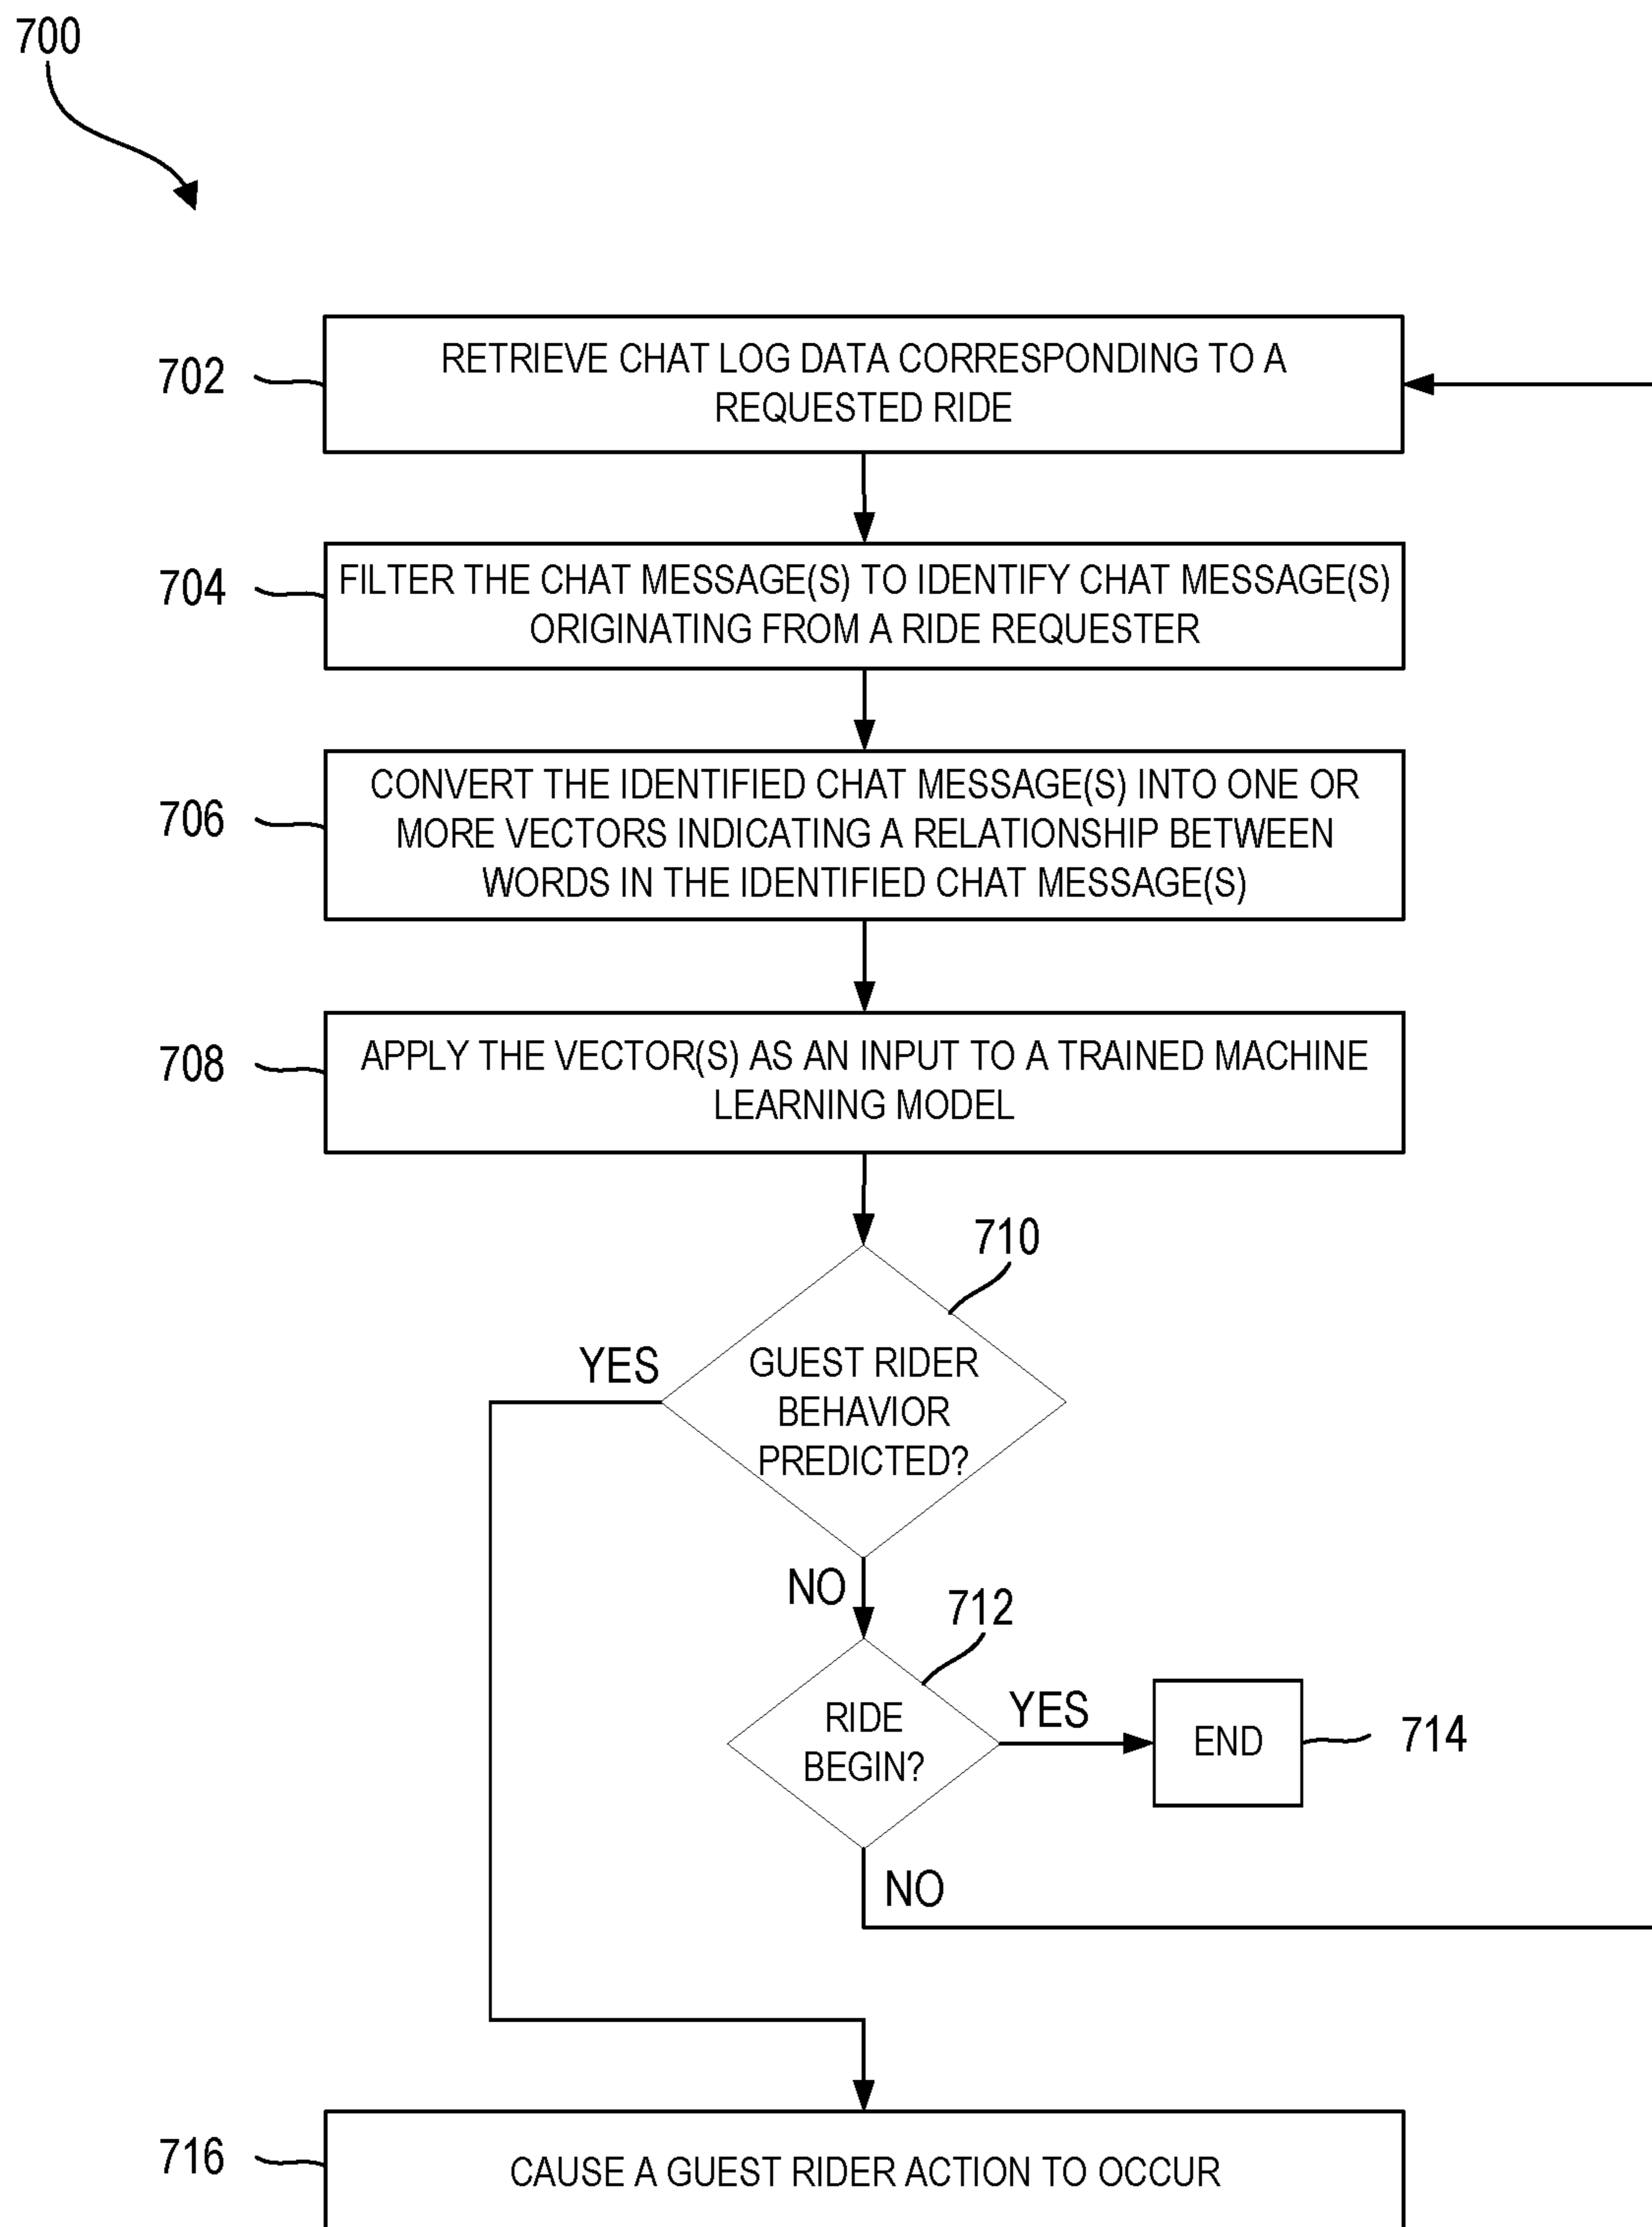 700
702
RETRIEVE CHAT LOG DATA CORRESPONDING TO A
REQUESTED RIDE
704
FILTER THE CHAT MESSAGE(S) TO IDENTIFY CHAT MESSAGE(S)
ORIGINATING FROM A RIDE REQUESTER
706
CONVERT THE IDENTIFIED CHAT MESSAGE(S) INTO ONE OR
MORE VECTORS INDICATING A RELATIONSHIP BETWEEN
WORDS IN THE IDENTIFIED CHAT MESSAGE(S)
708
APPLY THE VECTOR(S) AS AN INPUT TO A TRAINED MACHINE
LEARNING MODEL
710
YES
GUEST RIDER
BEHAVIOR
PREDICTED?
NO
712
RIDE
BEGIN?
YES
END
714
NO
716
CAUSE A GUEST RIDER ACTION TO OCCUR